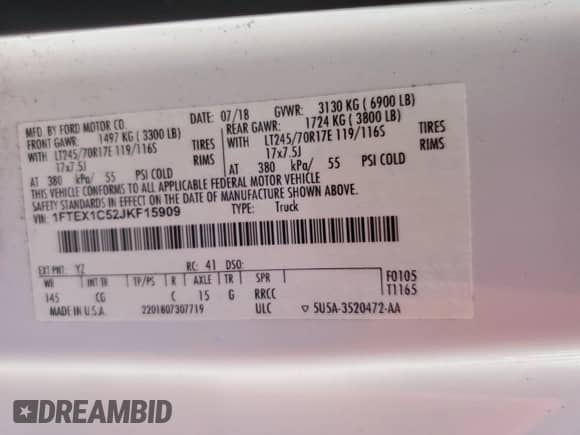 MFD. BY FORD MOTOR CO.
DATE: 07/18 GVWR: 3130 KG ( 6900 LB)
FRONT GAWR: 1497 KG ( 3300 LB)
REAR GAWR: 1724 KG ( 3800 LB)
WITH LT245/70R17E 119/116S TIRES
WITH LT245/70R17E 119/116S TIRES
17x7.5J RIMS
17x7.5J RIMS
AT 380 kPa/ 55 PSI COLD
AT 380 kPa/ 55 PSI COLD
THIS VEHICLE CONFORMS TO ALL APPLICABLE FEDERAL MOTOR VEHICLE
SAFETY STANDARDS IN EFFECT ON THE DATE OF MANUFACTURE SHOWN ABOVE.
VIN: 1FTEX1C52JKF15909 TYPE: Truck
EXT PNT: YZ RC: 41 DSO:
WB INT TR TP/PS R AXLE TR SPR F0105
145 CG C 15 G RRCC T1165
MADE IN U.S.A. 2201807307719 ULC ▽ 5U5A-3520472-AA
DREAMBID